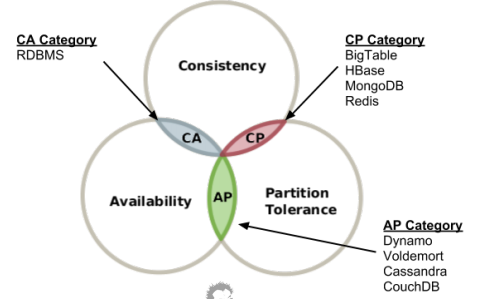 CA Category
RDBMS
CP Category
BigTable
HBase
MongoDB
Redis
Consistency
CA
CP
Availability
AP
Partition
Tolerance
AP Category
Dynamo
Voldemort
Cassandra
CouchDB